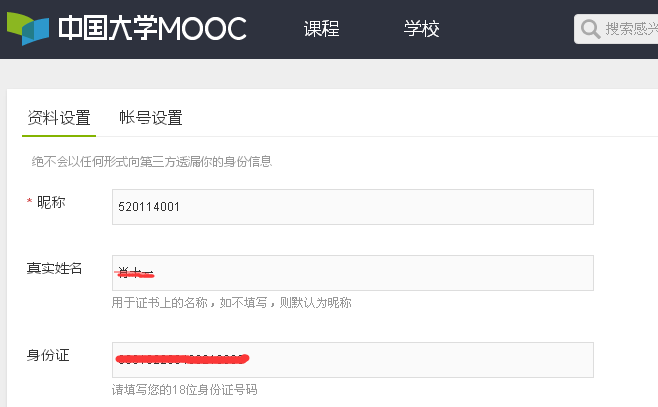 中国大学MOOC 课程 学校 搜索感兴
资料设置 帐号设置
绝不会以任何形式向第三方透漏你的身份信息
* 昵称 520114001
真实姓名
用于证书上的名称，如不填写，则默认为昵称
身份证
请填写您的18位身份证号码